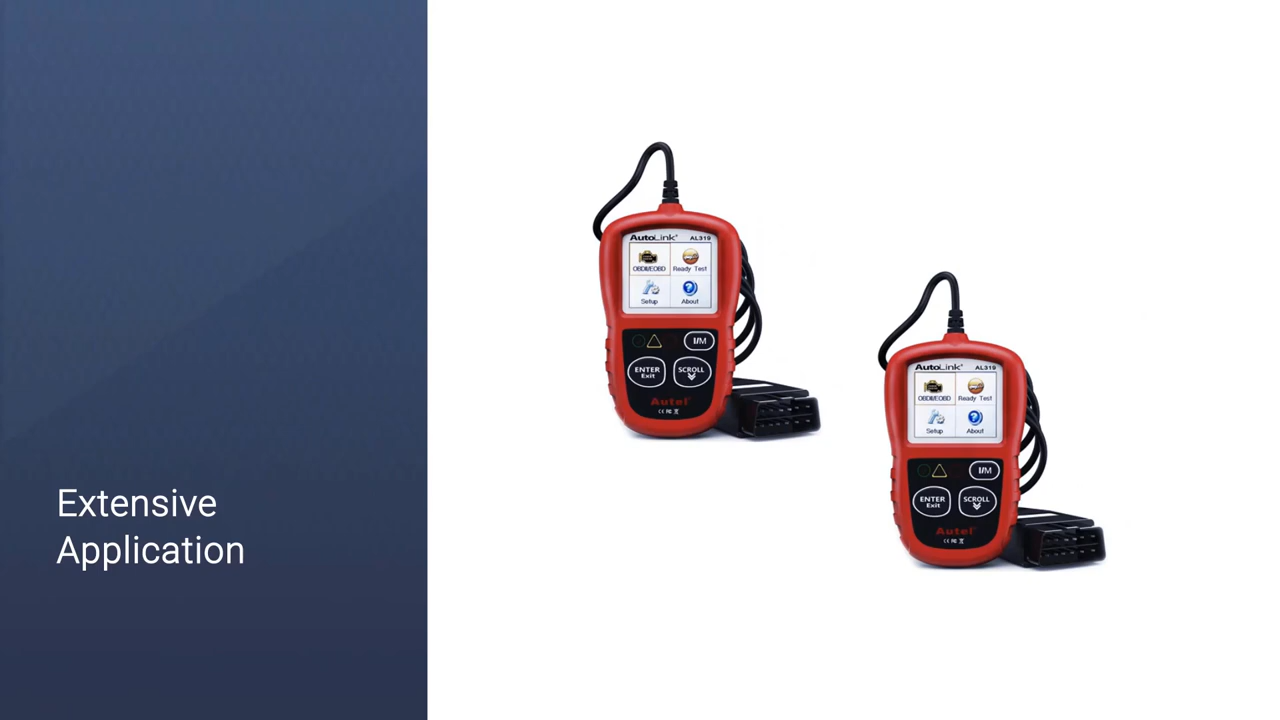 Extensive
Application
AutoLink® AL319
OBDII/EOBD Ready Test
Setup About
I/M
ENTER SCROLL
Exit
Autel®
AutoLink® AL319
OBDII/EOBD Ready Test
Setup About
I/M
ENTER SCROLL
Exit
Autel®